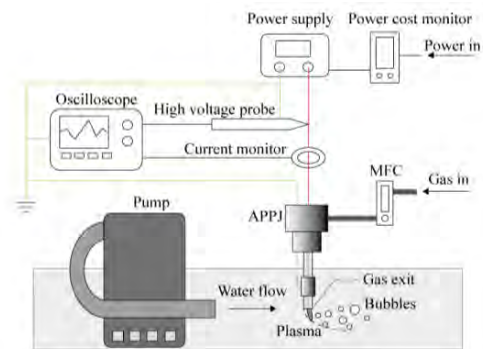 Power supply
Power cost monitor
Power in
Oscilloscope
High voltage probe
Current monitor
MFC
Gas in
Pump
APPJ
Water flow
Gas exit
Bubbles
Plasma